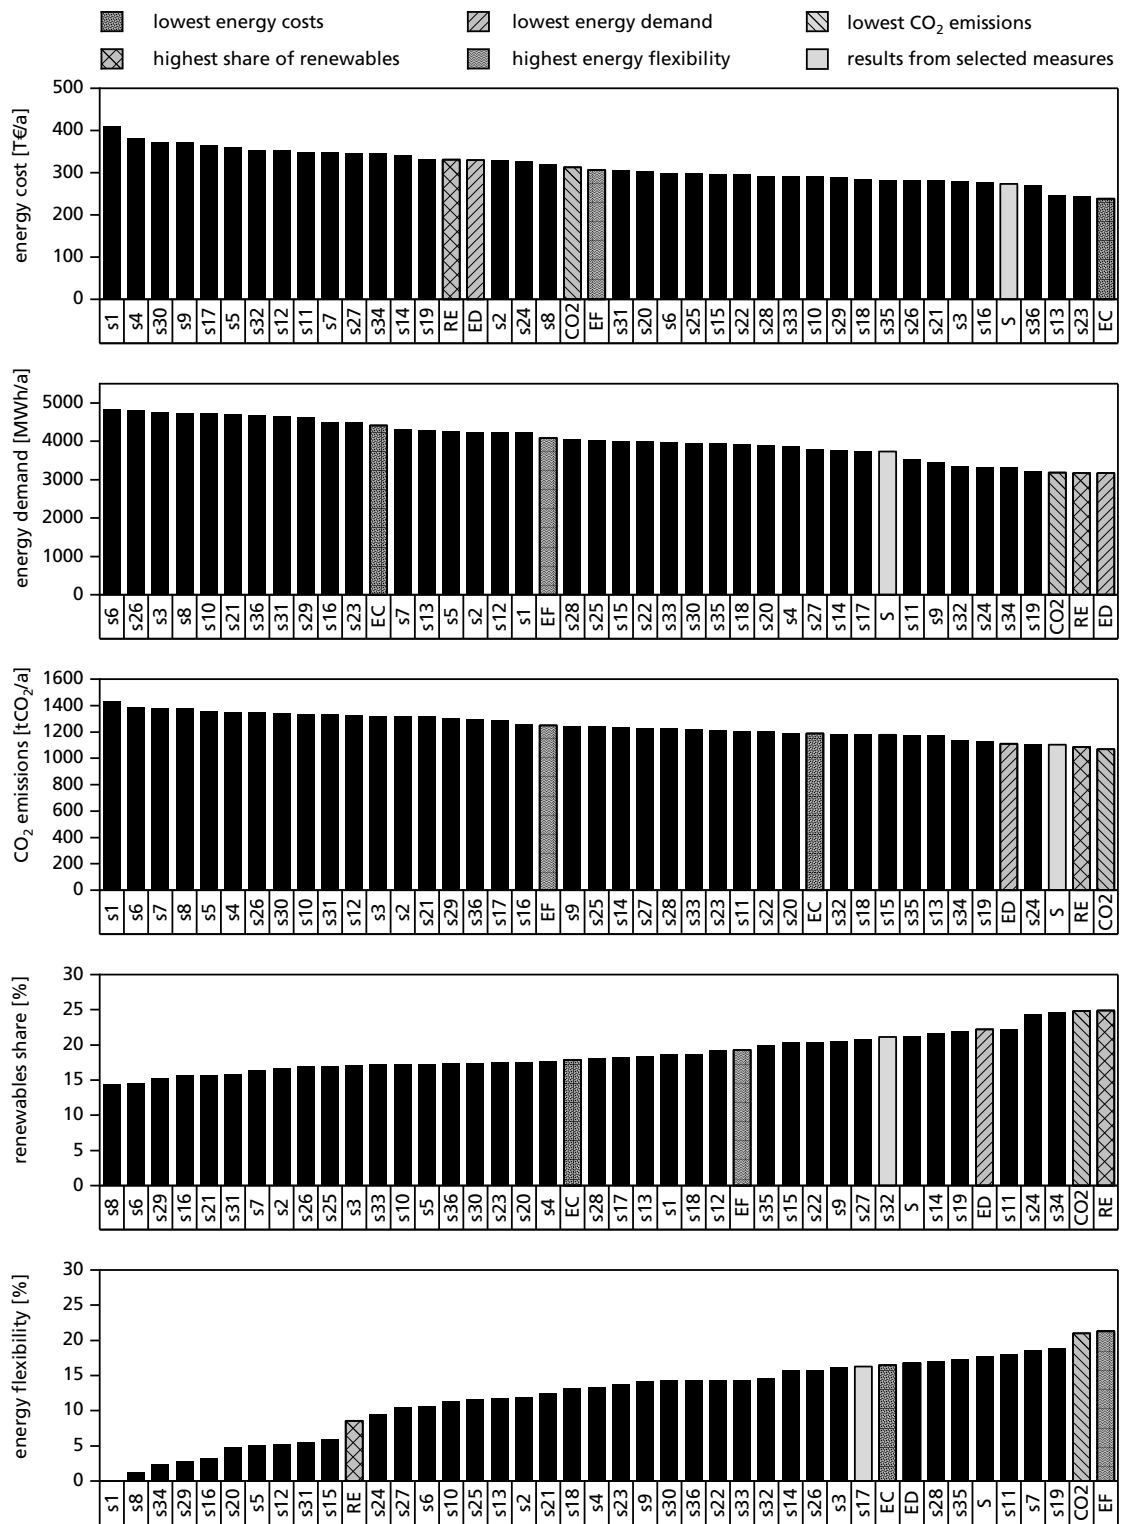 lowest energy costs
lowest energy demand
lowest CO₂ emissions
highest share of renewables
highest energy flexibility
results from selected measures
energy cost [T€/a]
500
400
300
200
100
0
s1 s4 s30 s9 s17 s5 s32 s12 s11 s7 s27 s34 s14 s19 RE ED s2 s24 s8 CO2 EF s31 s20 s6 s25 s15 s22 s28 s33 s10 s29 s18 s35 s26 s21 s3 s16 S s36 s13 s23 EC
energy demand [MWh/a]
5000
4000
3000
2000
1000
0
s6 s26 s3 s8 s10 s21 s36 s31 s29 s16 s23 EC s7 s13 s5 s2 s12 s1 EF s28 s25 s15 s22 s33 s30 s35 s18 s20 s4 s27 s14 s17 S s11 s9 s32 s24 s34 s19 CO2 RE ED
CO₂ emissions [tCO₂/a]
1600
1400
1200
1000
800
600
400
200
0
s1 s6 s7 s8 s5 s4 s26 s30 s10 s31 s12 s3 s2 s21 s29 s36 s17 s16 EF s9 s25 s14 s27 s28 s33 s23 s11 s22 s20 EC s32 s18 s15 s35 s13 s34 s19 ED s24 S RE CO2
renewables share [%]
30
25
20
15
10
5
0
s8 s6 s29 s16 s21 s31 s7 s2 s26 s25 s3 s33 s10 s5 s36 s30 s23 s20 s4 EC s28 s17 s13 s1 s18 s12 EF s35 s15 s22 s9 s27 s32 S s14 s19 ED s11 s24 s34 CO2 RE
energy flexibility [%]
30
25
20
15
10
5
0
s1 s8 s34 s29 s16 s20 s5 s12 s31 s15 RE s24 s27 s6 s10 s25 s13 s2 s21 s18 s4 s23 s9 s30 s36 s22 s33 s32 s14 s26 s3 s17 EC ED s28 s35 S s11 s7 s19 CO2 EF